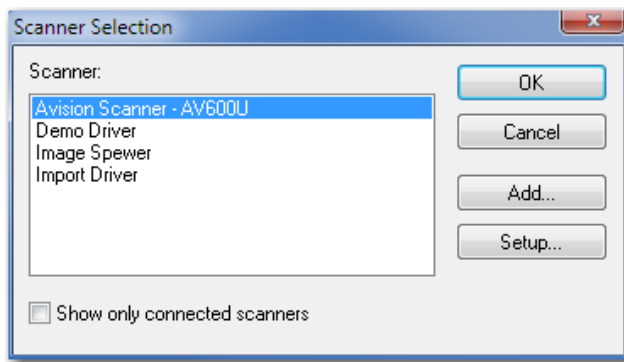 Scanner Selection
Scanner:
Avision Scanner - AV600U
Demo Driver
Image Spewer
Import Driver
OK
Cancel
Add...
Setup...
Show only connected scanners